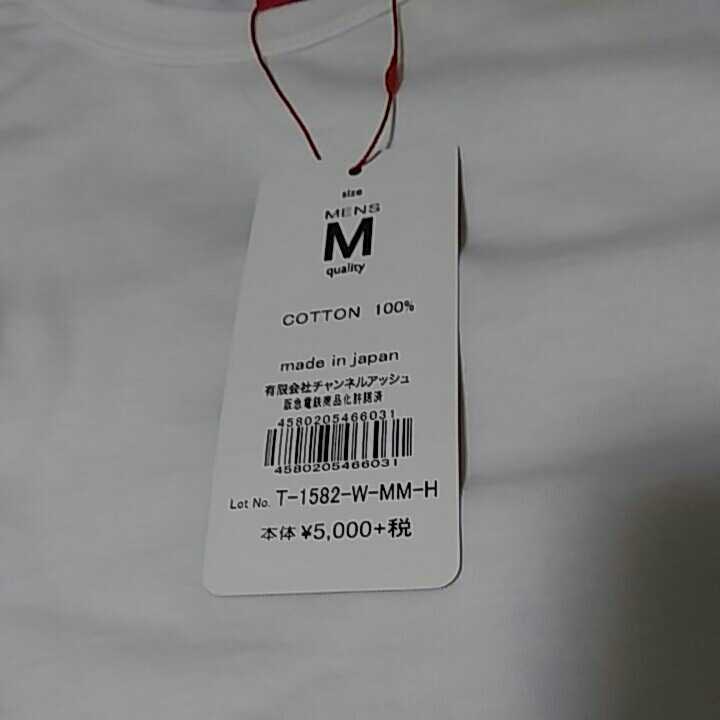 size
MENS
M
quality
COTTON 100%
made in japan
有限会社チャンネルアッシュ
阪急電鉄商品化許諾済
4580205466031
4580205466031
Lot No. T-1582-W-MM-H
本体 ¥5,000+税